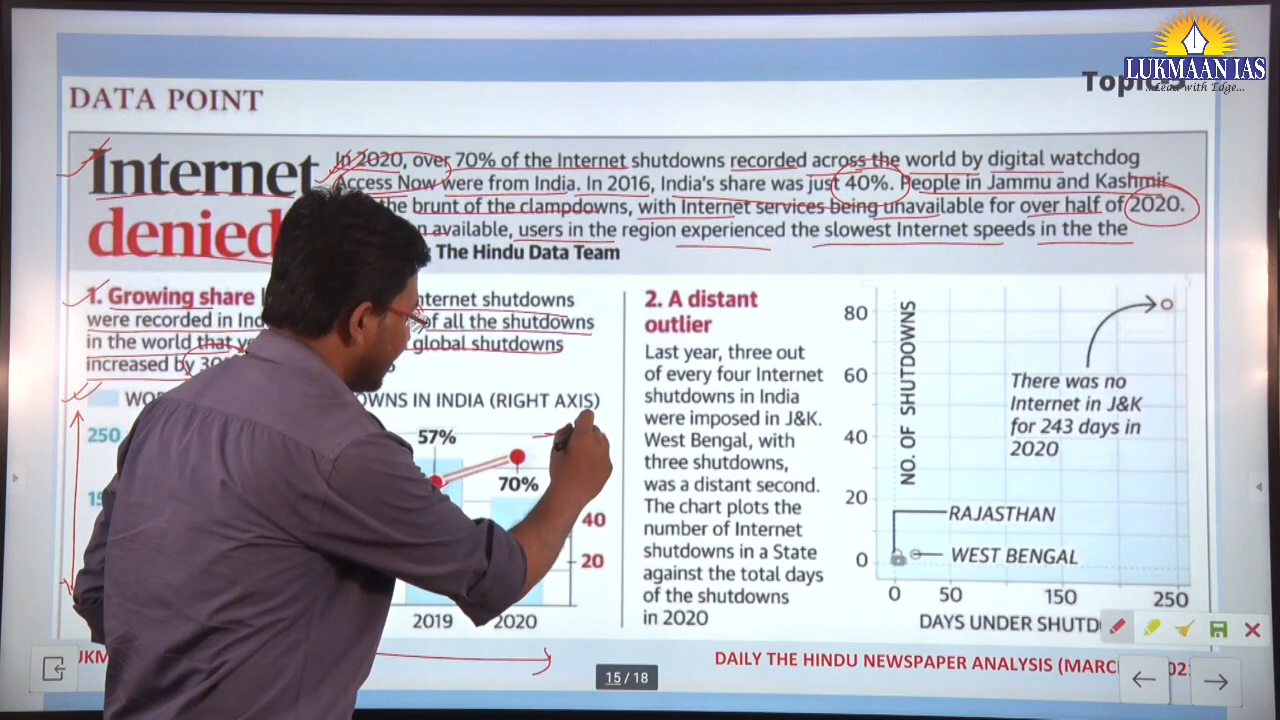 LUKMAAN IAS
...Lead with Edge...
DATA POINT
Internet
denied
In 2020, over 70% of the Internet shutdowns recorded across the world by digital watchdog
Access Now were from India. In 2016, India's share was just 40%. People in Jammu and Kashmir
the brunt of the clampdowns, with Internet services being unavailable for over half of 2020.
available, users in the region experienced the slowest Internet speeds in the the
The Hindu Data Team
1. Growing share
nternet shutdowns
were recorded in Ind
of all the shutdowns
in the world that
global shutdowns
increased by 30
OWNS IN INDIA (RIGHT AXIS)
250
57%
70%
15
40
20
2019
2020
2. A distant
outlier
Last year, three out
of every four Internet
shutdowns in India
were imposed in J&K.
West Bengal, with
three shutdowns,
was a distant second.
The chart plots the
number of Internet
shutdowns in a State
against the total days
of the shutdowns
in 2020
80
60
40
20
0
NO. OF SHUTDOWNS
There was no
Internet in J&K
for 243 days in
2020
RAJASTHAN
WEST BENGAL
0
50
150
250
DAYS UNDER SHUTD
DAILY THE HINDU NEWSPAPER ANALYSIS (MARC
15 / 18